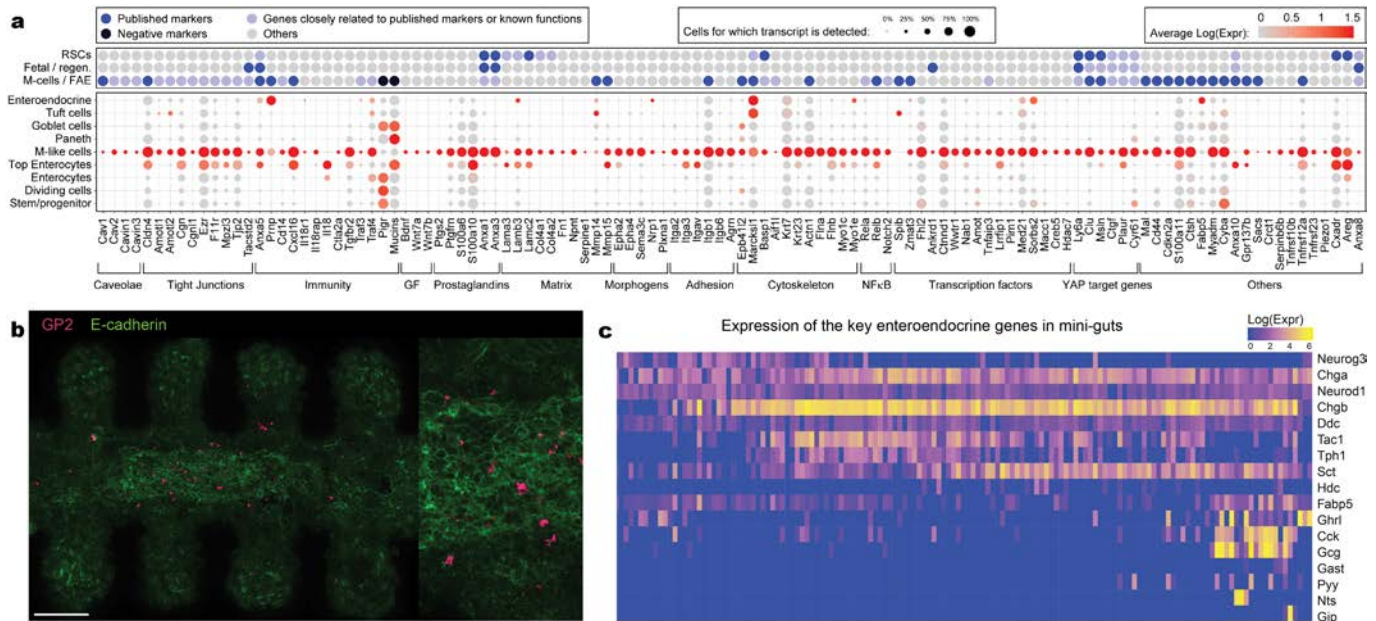 a
Published markers
Genes closely related to published markers or known functions
Negative markers
Others
Cells for which transcript is detected:
0% 25% 50% 75% 100%
Average Log(Expr)
0 0.5 1 1.5
RSCs
Fetal / regen.
M-cells / FAE
Enteroendocrine
Tuft cells
Goblet cells
Paneth
M-like cells
Top Enterocytes
Enterocytes
Dividing cells
Stem/progenitor
Cav1 Cav2 Cavin1 Cavin3 Cldn4 Amotl1 Amotl2 Cgn Cgn1 Ezr F11r Mpz3 Tjp2 Tacstd2 Anxa5 Prnp Cd14 Cxcl16 Il18r1 Il18rap Il18 Ctla2a Tgfbr2 Traf3 Traf4 Pigr Mucins Bdnf Wnt7a Wnt7b Ptgs2 Tnfrsf S100a6 S100a10 Anxa1 Anxa3 Lama3 Lamb3 Lamc2 Col4a1 Col4a2 Fn1 Npnt Serpine1 Mmp14 Mmp15 Epha2 Epha4 Sema3c Nrp1 Plxna1 Itga2 Itga3 Itgav Itgb1 Itgb6 Agrn Epb41l2 Marcksl1 Basp1 Aif1l Krt7 Krt23 Actn1 Flna Flnb Myo1c Myo1e Rela Relb Notch2 Spib Zmat3 Fhl2 Ankrd1 Ctnnd1 Wwtr1 Wwc2 Amot Tnfaip3 Lrrfip1 Pim1 Med21 Sorbs2 Macc1 Creb5 Hdac7 Ly6a Clu Msln Ctgf Plaur Cyr61 Mal Cd44 Cdkn2a S100a11 Ctsh Fabp5 Myadm Cyba Anxa10 Gpr137b Sacs Crct1 Serpinb6b Tnfrsf10b Tnfrsf12a Tnfrsf23 Piezo1 Cxadr Areg Anxa8
Caveolae Tight Junctions Immunity GF Prostaglandins Matrix Morphogens Adhesion Cytoskeleton NFκB Transcription factors YAP target genes Others
b
GP2 E-cadherin
c
Expression of the key enteroendocrine genes in mini-guts
Log(Expr)
0 2 4 6
Neurog3
Chga
Neurod1
Chgb
Ddc
Tac1
Tph1
Sct
Hdc
Fabp5
Ghrl
Cck
Gcg
Gast
Pyy
Nts
Gip